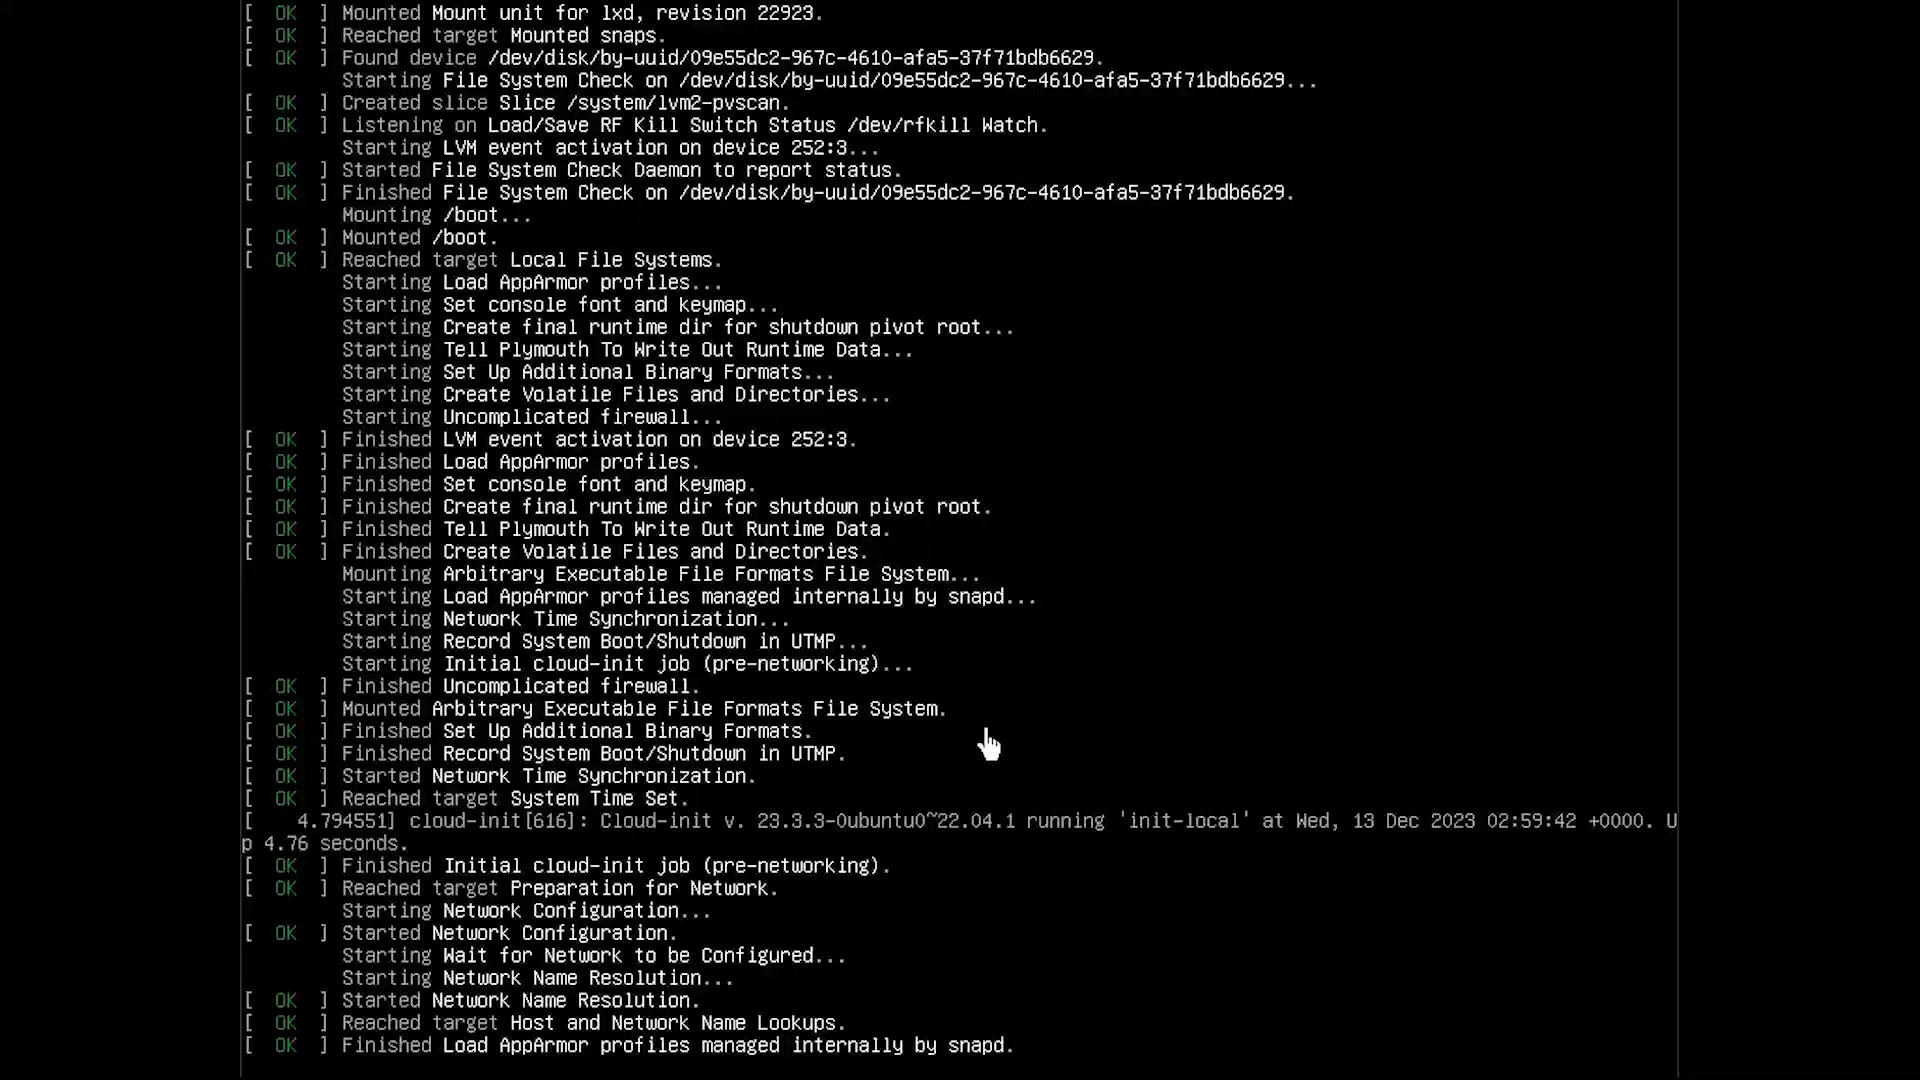 [  OK  ] Mounted Mount unit for lxd, revision 22923.
[  OK  ] Reached target Mounted snaps.
[  OK  ] Found device /dev/disk/by-uuid/09e55dc2-967c-4610-afa5-37f71bdb6629.
Starting File System Check on /dev/disk/by-uuid/09e55dc2-967c-4610-afa5-37f71bdb6629...
[  OK  ] Created slice Slice /system/lvm2-pvscan.
[  OK  ] Listening on Load/Save RF Kill Switch Status /dev/rfkill Watch.
Starting LVM event activation on device 252:3...
[  OK  ] Started File System Check Daemon to report status.
[  OK  ] Finished File System Check on /dev/disk/by-uuid/09e55dc2-967c-4610-afa5-37f71bdb6629.
Mounting /boot...
[  OK  ] Mounted /boot.
[  OK  ] Reached target Local File Systems.
Starting Load AppArmor profiles...
Starting Set console font and keymap...
Starting Create final runtime dir for shutdown pivot root...
Starting Tell Plymouth To Write Out Runtime Data...
Starting Set Up Additional Binary Formats...
Starting Create Volatile Files and Directories...
Starting Uncomplicated firewall...
[  OK  ] Finished LVM event activation on device 252:3.
[  OK  ] Finished Load AppArmor profiles.
[  OK  ] Finished Set console font and keymap.
[  OK  ] Finished Create final runtime dir for shutdown pivot root.
[  OK  ] Finished Tell Plymouth To Write Out Runtime Data.
[  OK  ] Finished Create Volatile Files and Directories.
Mounting Arbitrary Executable File Formats File System...
Starting Load AppArmor profiles managed internally by snapd...
Starting Network Time Synchronization...
Starting Record System Boot/Shutdown in UTMP...
Starting Initial cloud-init job (pre-networking)...
[  OK  ] Finished Uncomplicated firewall.
[  OK  ] Mounted Arbitrary Executable File Formats File System.
[  OK  ] Finished Set Up Additional Binary Formats.
[  OK  ] Finished Record System Boot/Shutdown in UTMP.
[  OK  ] Started Network Time Synchronization.
[  OK  ] Reached target System Time Set.
[    4.794551] cloud-init[616]: Cloud-init v. 23.3.3-0ubuntu0~22.04.1 running 'init-local' at Wed, 13 Dec 2023 02:59:42 +0000. U
p 4.76 seconds.
[  OK  ] Finished Initial cloud-init job (pre-networking).
[  OK  ] Reached target Preparation for Network.
Starting Network Configuration...
[  OK  ] Started Network Configuration.
Starting Wait for Network to be Configured...
Starting Network Name Resolution...
[  OK  ] Started Network Name Resolution.
[  OK  ] Reached target Host and Network Name Lookups.
[  OK  ] Finished Load AppArmor profiles managed internally by snapd.